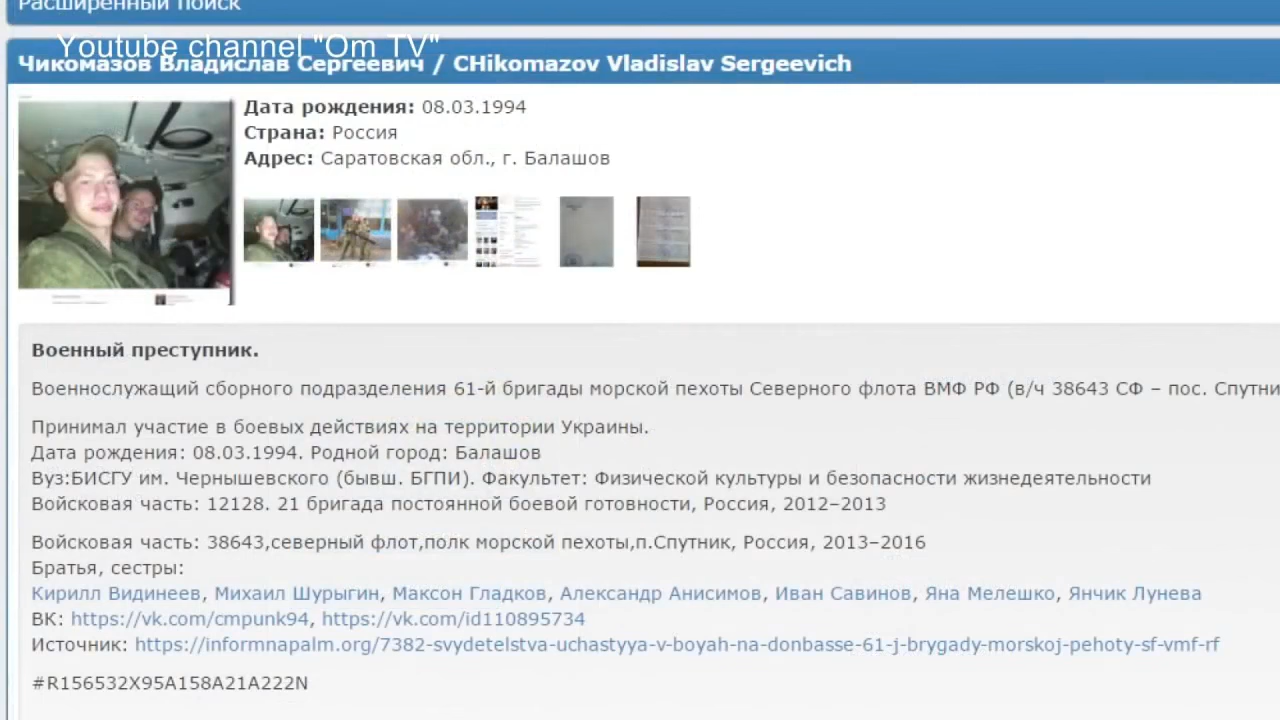 Расширенный поиск
Youtube channel "Om TV"
Чикомазов Владислав Сергеевич / CHikomazov Vladislav Sergeevich
Дата рождения: 08.03.1994
Страна: Россия
Адрес: Саратовская обл., г. Балашов
Военный преступник.
Военнослужащий сборного подразделения 61-й бригады морской пехоты Северного флота ВМФ РФ (в/ч 38643 СФ – пос. Спутни
Принимал участие в боевых действиях на территории Украины.
Дата рождения: 08.03.1994. Родной город: Балашов
Вуз:БИСГУ им. Чернышевского (бывш. БГПИ). Факультет: Физической культуры и безопасности жизнедеятельности
Войсковая часть: 12128. 21 бригада постоянной боевой готовности, Россия, 2012–2013
Войсковая часть: 38643,северный флот,полк морской пехоты,п.Спутник, Россия, 2013–2016
Братья, сестры:
Кирилл Видинеев, Михаил Шурыгин, Максон Гладков, Александр Анисимов, Иван Савинов, Яна Мелешко, Янчик Лунева
ВК: https://vk.com/cmpunk94, https://vk.com/id110895734
Источник: https://informnapalm.org/7382-svydetelstva-uchastyya-v-boyah-na-donbasse-61-j-brygady-morskoj-pehoty-sf-vmf-rf
#R156532X95A158A21A222N